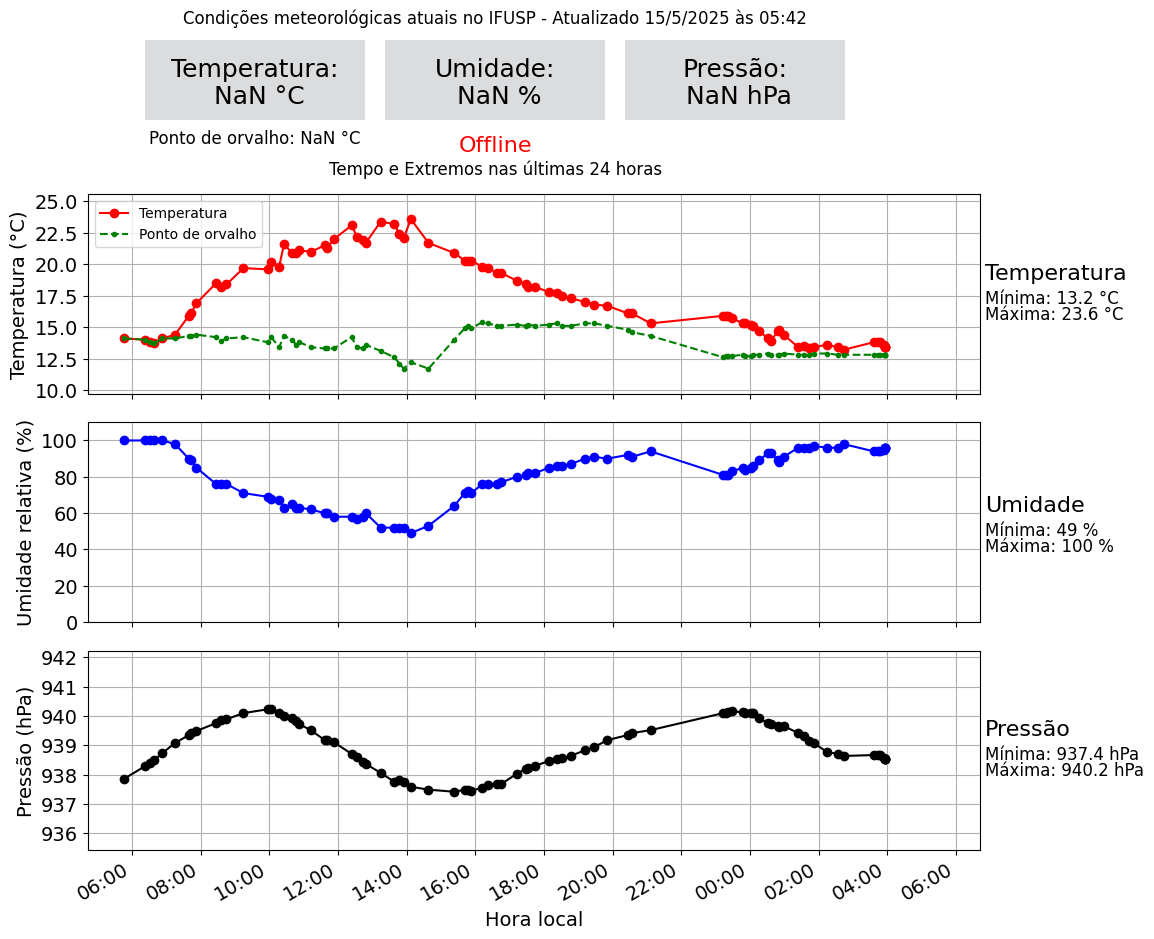 Condições meteorológicas atuais no IFUSP - Atualizado 15/5/2025 às 05:42
Temperatura:
NaN °C
Umidade:
NaN %
Pressão:
NaN hPa
Ponto de orvalho: NaN °C
Offline
Tempo e Extremos nas últimas 24 horas
Temperatura (°C)
25.0
22.5
20.0
17.5
15.0
12.5
10.0
Temperatura
Ponto de orvalho
Temperatura
Mínima: 13.2 °C
Máxima: 23.6 °C
Umidade relativa (%)
100
80
60
40
20
0
Umidade
Mínima: 49 %
Máxima: 100 %
Pressão (hPa)
942
941
940
939
938
937
936
Pressão
Mínima: 937.4 hPa
Máxima: 940.2 hPa
06:00 08:00 10:00 12:00 14:00 16:00 18:00 20:00 22:00 00:00 02:00 04:00 06:00
Hora local